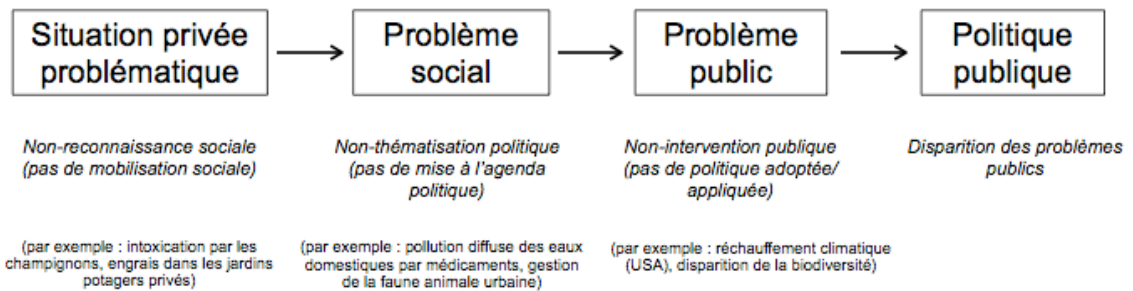 Situation privée
problématique
Problème
social
Problème
public
Politique
publique
Non-reconnaissance sociale
(pas de mobilisation sociale)
Non-thématisation politique
(pas de mise à l'agenda
politique)
Non-intervention publique
(pas de politique adoptée/
appliquée)
Disparition des problèmes
publics
(par exemple : intoxication par les
champignons, engrais dans les jardins
potagers privés)
(par exemple : pollution diffuse des eaux
domestiques par médicaments, gestion
de la faune animale urbaine)
(par exemple : réchauffement climatique
(USA), disparition de la biodiversité)